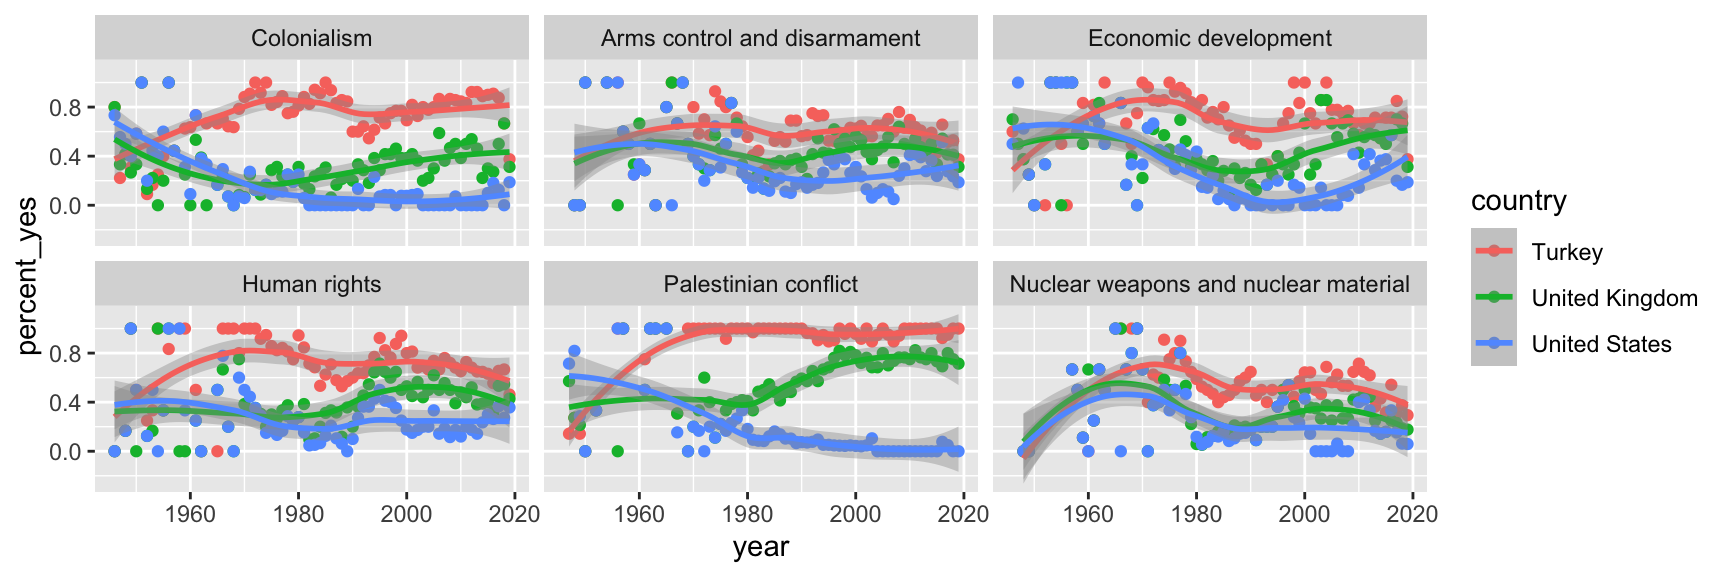 Colonialism
Arms control and disarmament
Economic development
0.8
0.4
0.0
Human rights
Palestinian conflict
Nuclear weapons and nuclear material
0.8
0.4
0.0
percent_yes
1960 1980 2000 2020
1960 1980 2000 2020
1960 1980 2000 2020
year
country
Turkey
United Kingdom
United States